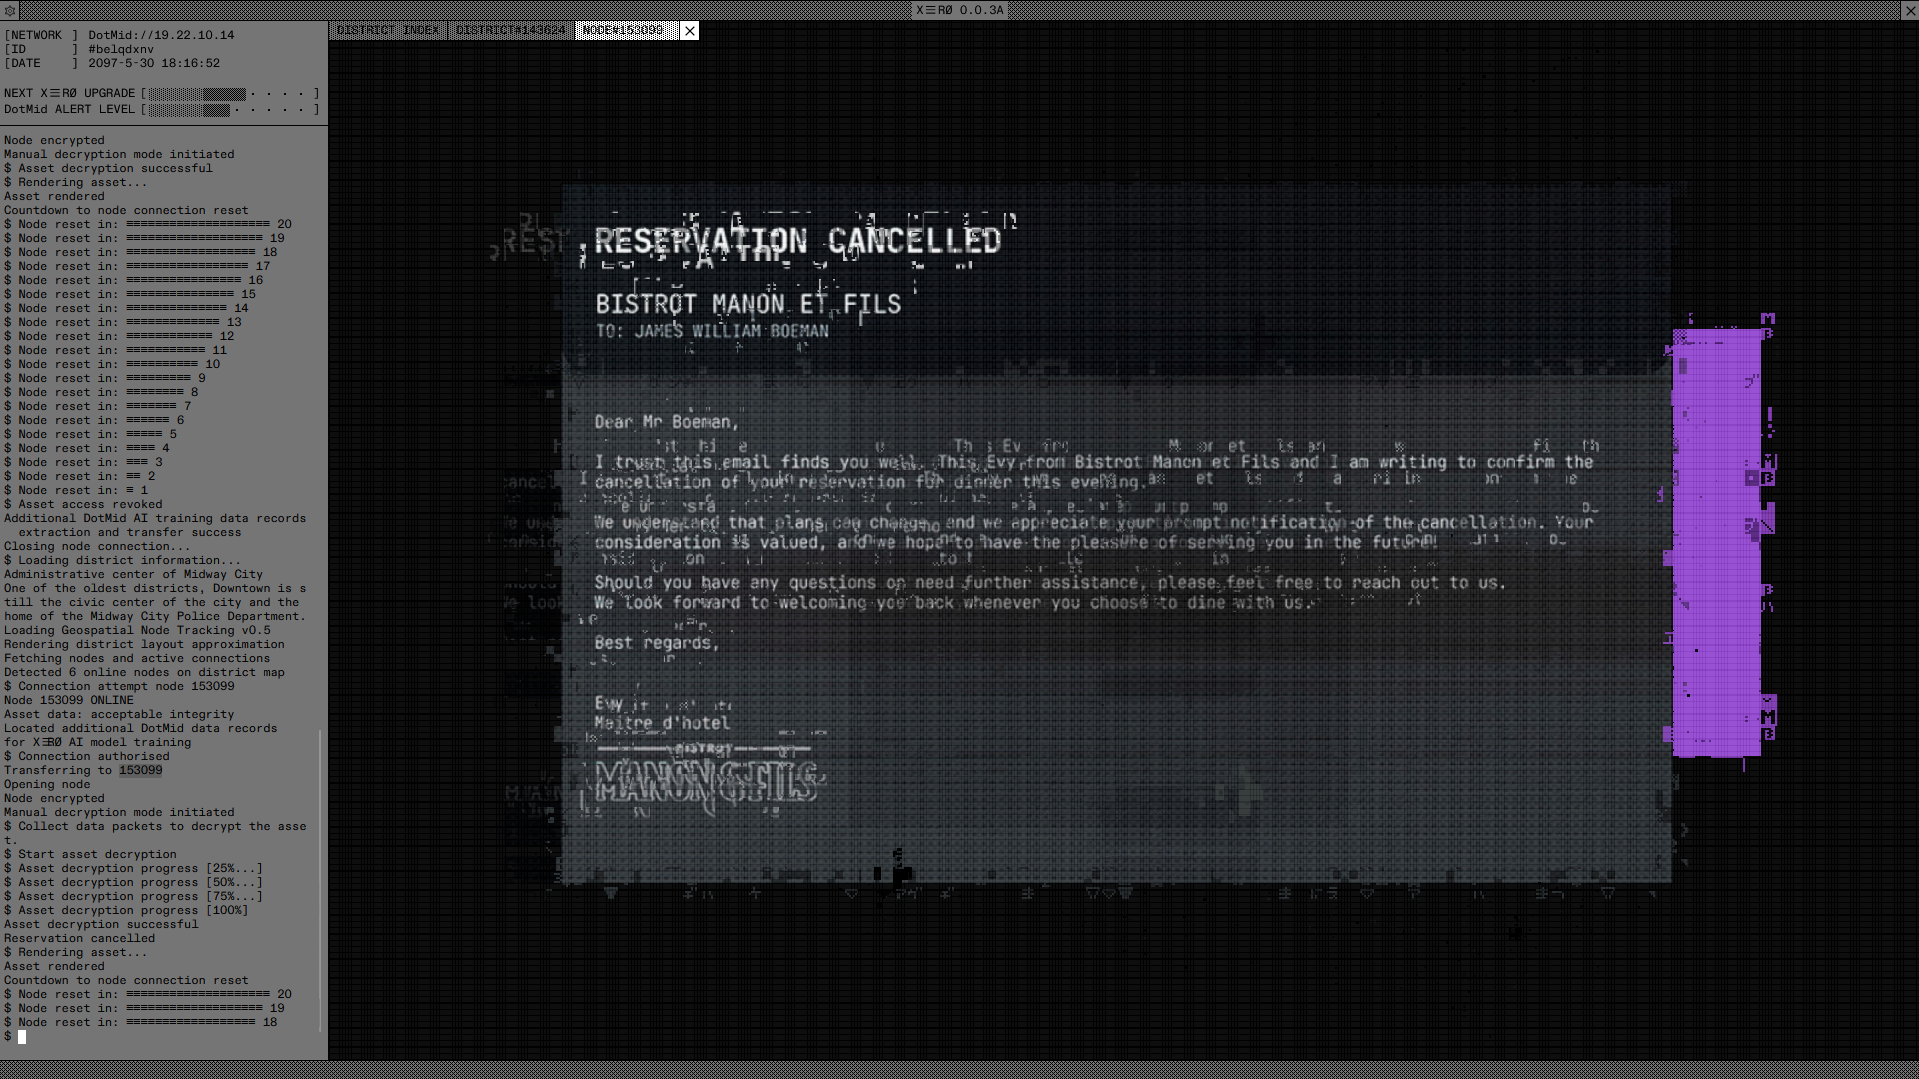 X☰RØ 0.0.3A
[NETWORK ] DotMid://19.22.10.14
[ID ] #belqdxnv
[DATE ] 2097-5-30 18:16:52
NEXT X☰RØ UPGRADE [ · · · · ]
DotMid ALERT LEVEL [ · · · · · ]
Node encrypted
Manual decryption mode initiated
$ Asset decryption successful
$ Rendering asset...
Asset rendered
Countdown to node connection reset
$ Node reset in: ==================== 20
$ Node reset in: =================== 19
$ Node reset in: ================== 18
$ Node reset in: ================= 17
$ Node reset in: ================ 16
$ Node reset in: =============== 15
$ Node reset in: ============== 14
$ Node reset in: ============= 13
$ Node reset in: ============ 12
$ Node reset in: =========== 11
$ Node reset in: ========== 10
$ Node reset in: ========= 9
$ Node reset in: ======== 8
$ Node reset in: ======= 7
$ Node reset in: ====== 6
$ Node reset in: ===== 5
$ Node reset in: ==== 4
$ Node reset in: === 3
$ Node reset in: == 2
$ Node reset in: = 1
$ Asset access revoked
Additional DotMid AI training data records
extraction and transfer success
Closing node connection...
$ Loading district information...
Administrative center of Midway City
One of the oldest districts, Downtown is s
till the civic center of the city and the
home of the Midway City Police Department.
Loading Geospatial Node Tracking v0.5
Rendering district layout approximation
Fetching nodes and active connections
Detected 6 online nodes on district map
$ Connection attempt node 153099
Node 153099 ONLINE
Asset data: acceptable integrity
Located additional DotMid data records
for X☰RØ AI model training
$ Connection authorised
Transferring to 153099
Opening node
Node encrypted
Manual decryption mode initiated
$ Collect data packets to decrypt the asse
t.
$ Start asset decryption
$ Asset decryption progress [25%...]
$ Asset decryption progress [50%...]
$ Asset decryption progress [75%...]
$ Asset decryption progress [100%]
Asset decryption successful
Reservation cancelled
$ Rendering asset...
Asset rendered
Countdown to node connection reset
$ Node reset in: ==================== 20
$ Node reset in: =================== 19
$ Node reset in: ================== 18
$
DISTRICT INDEX DISTRICT#143624 NODE#153099
RESERVATION CANCELLED
BISTROT MANON ET FILS
TO: JAMES WILLIAM BOEMAN
Dear Mr Boeman,
I trust this email finds you well. This Evy from Bistrot Manon et Fils and I am writing to confirm the
cancellation of your reservation for dinner this evening.
We understand that plans can change, and we appreciate your prompt notification of the cancellation. Your
consideration is valued, and we hope to have the pleasure of serving you in the future.
Should you have any questions or need further assistance, please feel free to reach out to us.
We look forward to welcoming you back whenever you choose to dine with us.
Best regards,
Evy
Maitre d'hotel
BISTROT
MANON & FILS